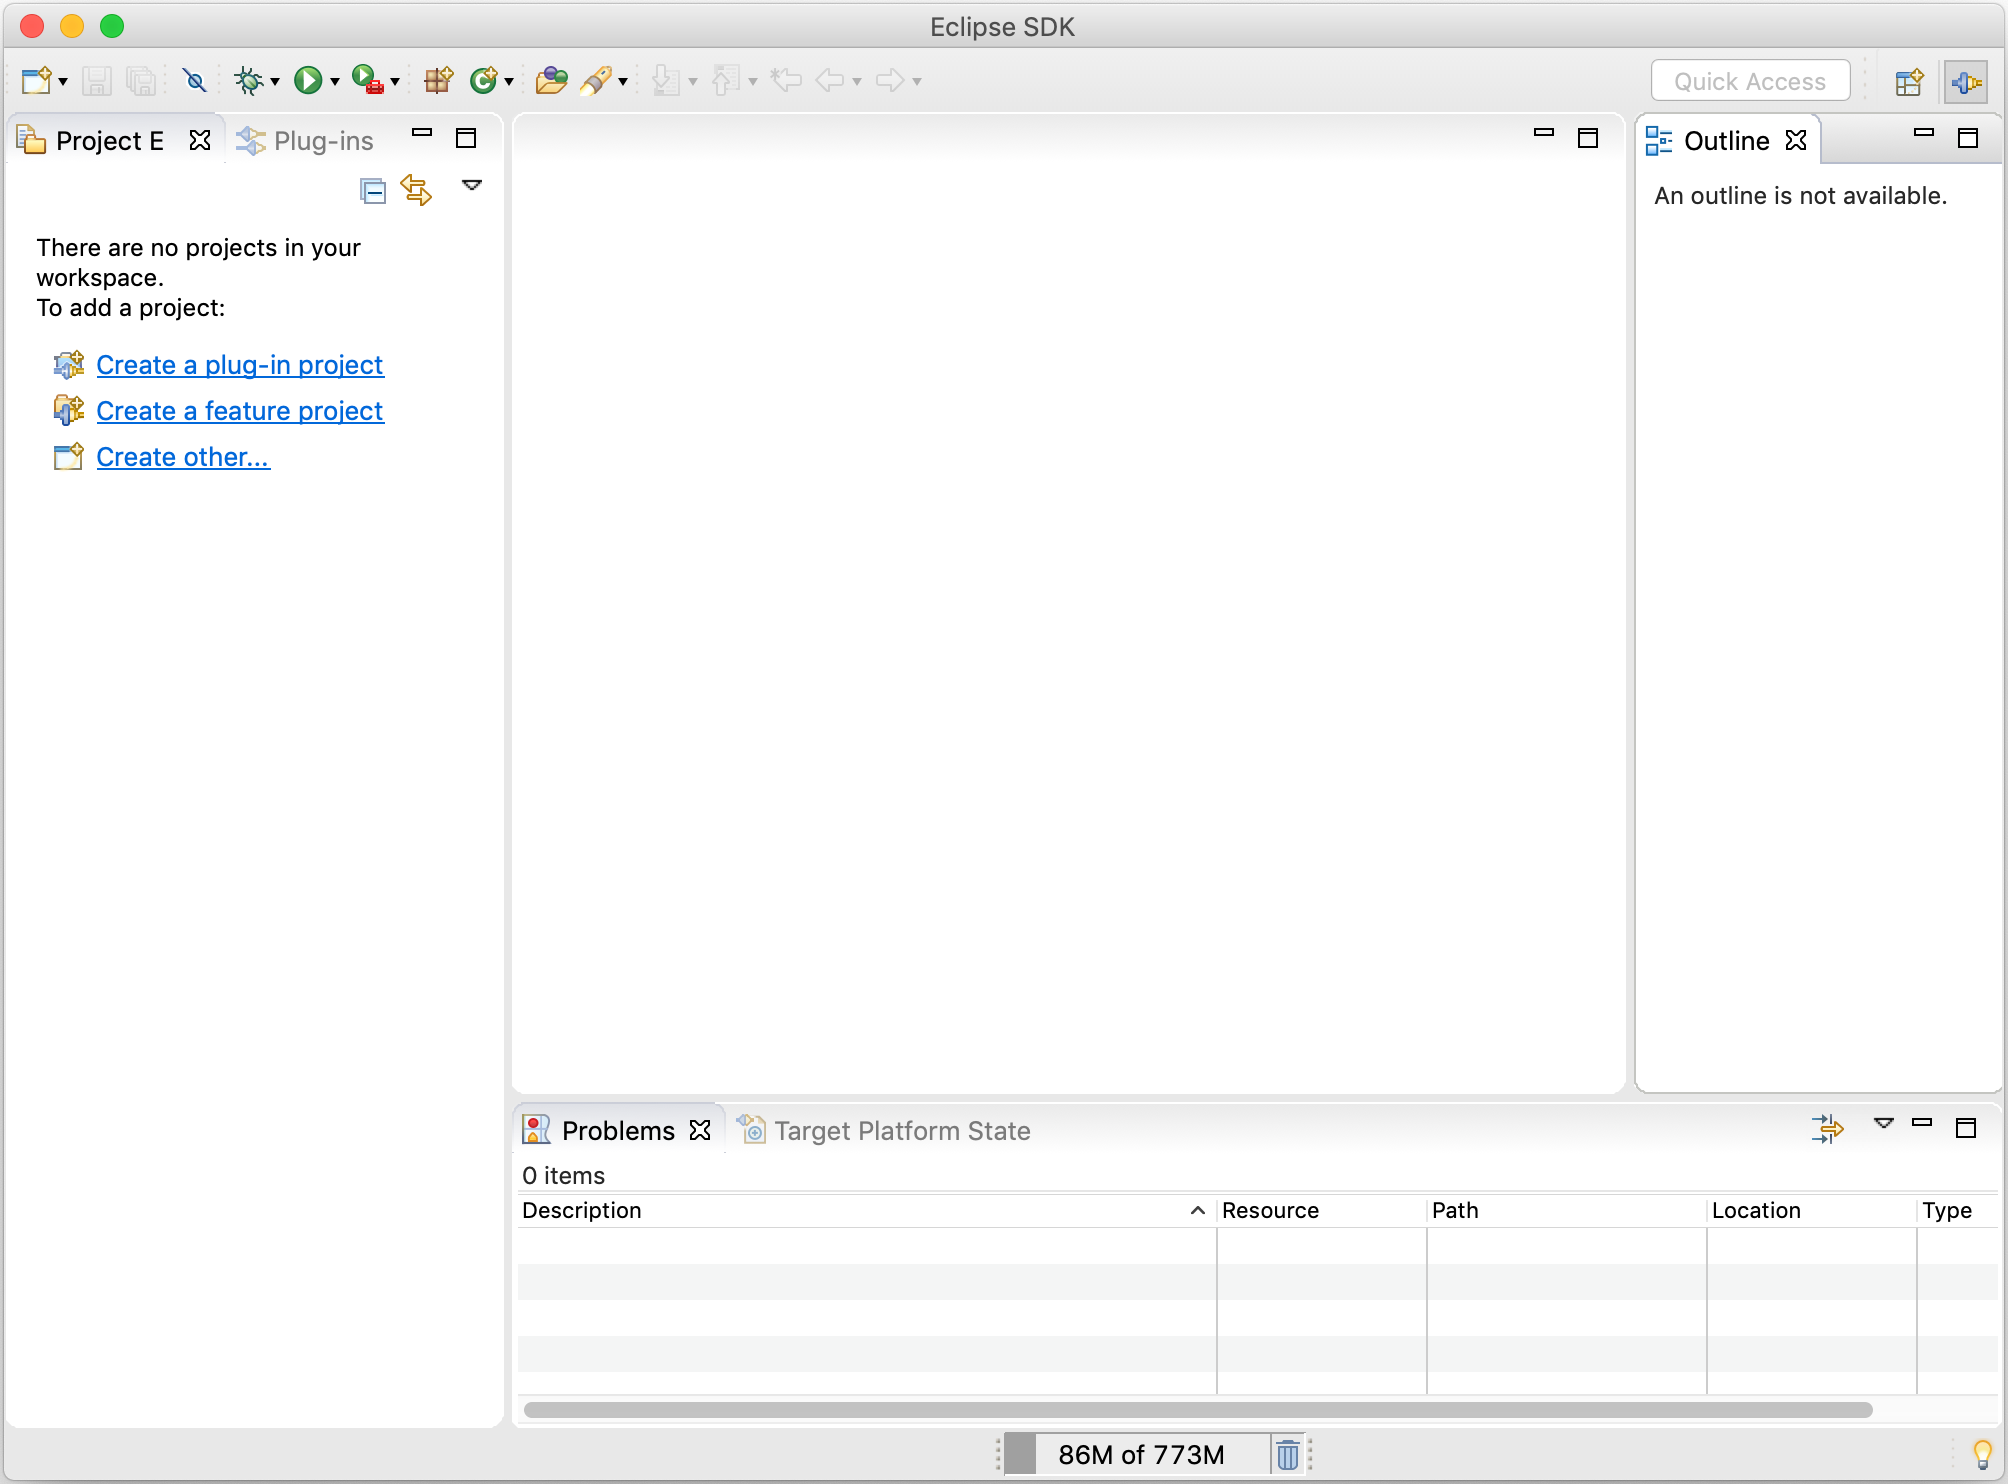 Eclipse SDK
Quick Access
Project E
Plug-ins
There are no projects in your
workspace.
To add a project:
Create a plug-in project
Create a feature project
Create other...
Outline
An outline is not available.
Problems
Target Platform State
0 items
Description Resource Path Location Type
86M of 773M